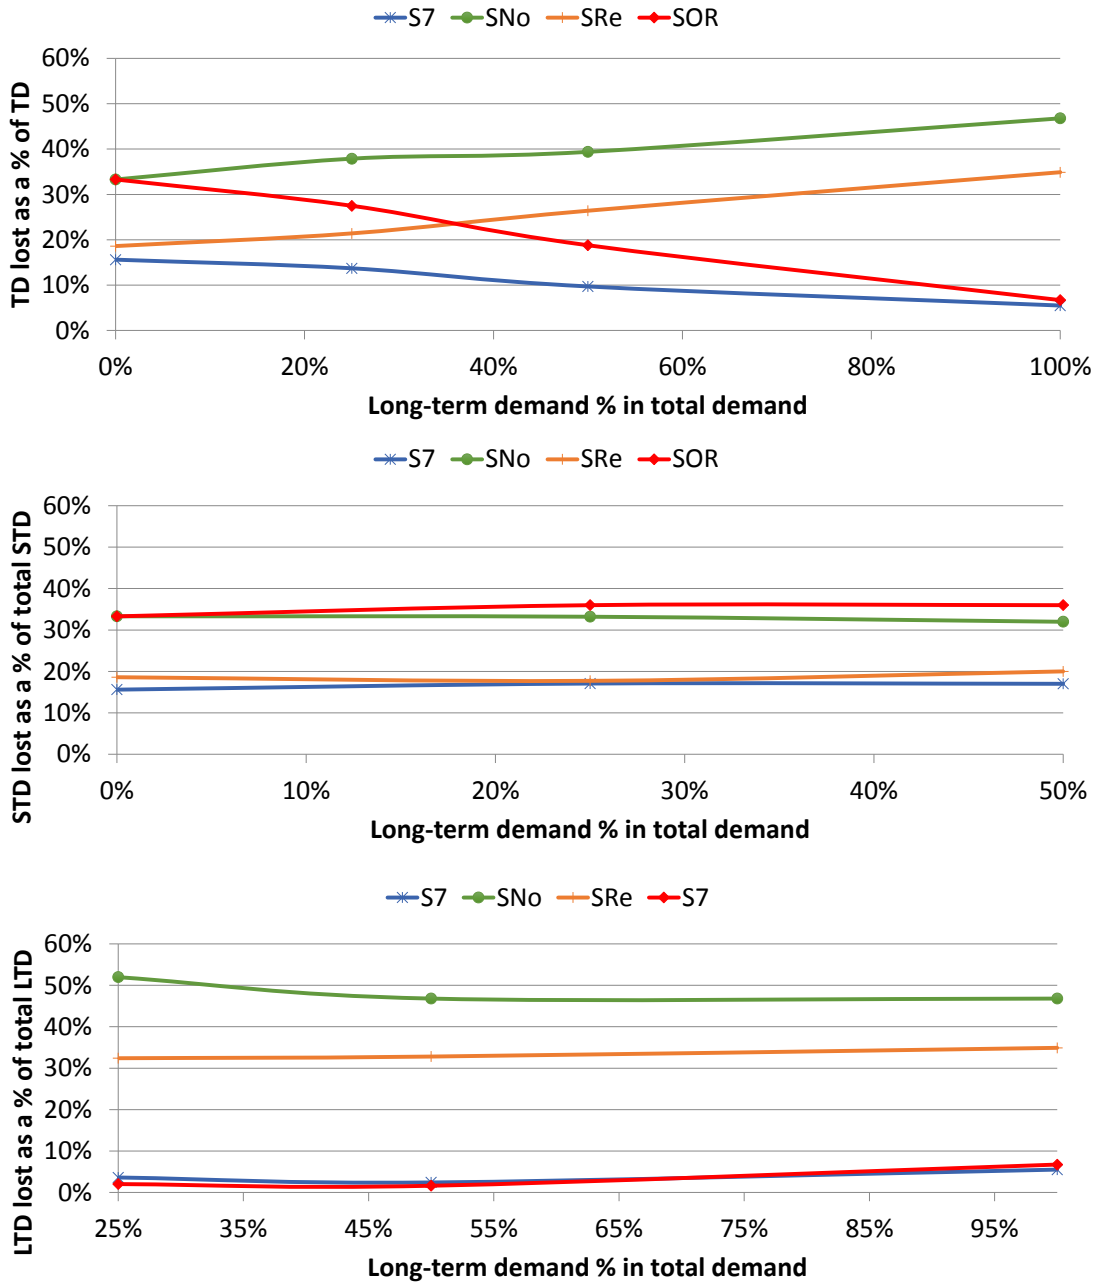 S7 SNo SRe SOR
TD lost as a % of TD
60%
50%
40%
30%
20%
10%
0%
0% 20% 40% 60% 80% 100%
Long-term demand % in total demand
S7 SNo SRe SOR
STD lost as a % of total STD
60%
50%
40%
30%
20%
10%
0%
0% 10% 20% 30% 40% 50%
Long-term demand % in total demand
S7 SNo SRe S7
LTD lost as a % of total LTD
60%
50%
40%
30%
20%
10%
0%
25% 35% 45% 55% 65% 75% 85% 95%
Long-term demand % in total demand